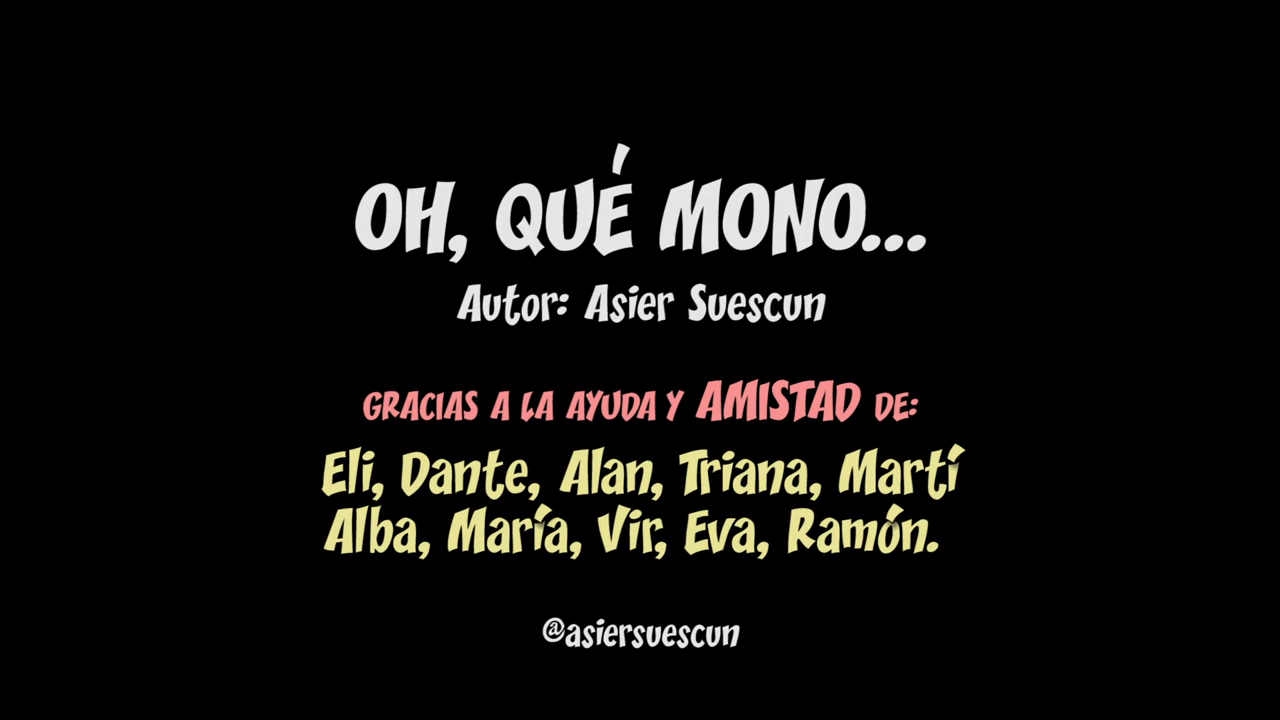 OH, QUÉ MONO...
Autor: Asier Suescun
GRACIAS A LA AYUDA Y AMISTAD DE:
Eli, Dante, Alan, Triana, Martí
Alba, María, Vir, Eva, Ramón.
@asiersuescun